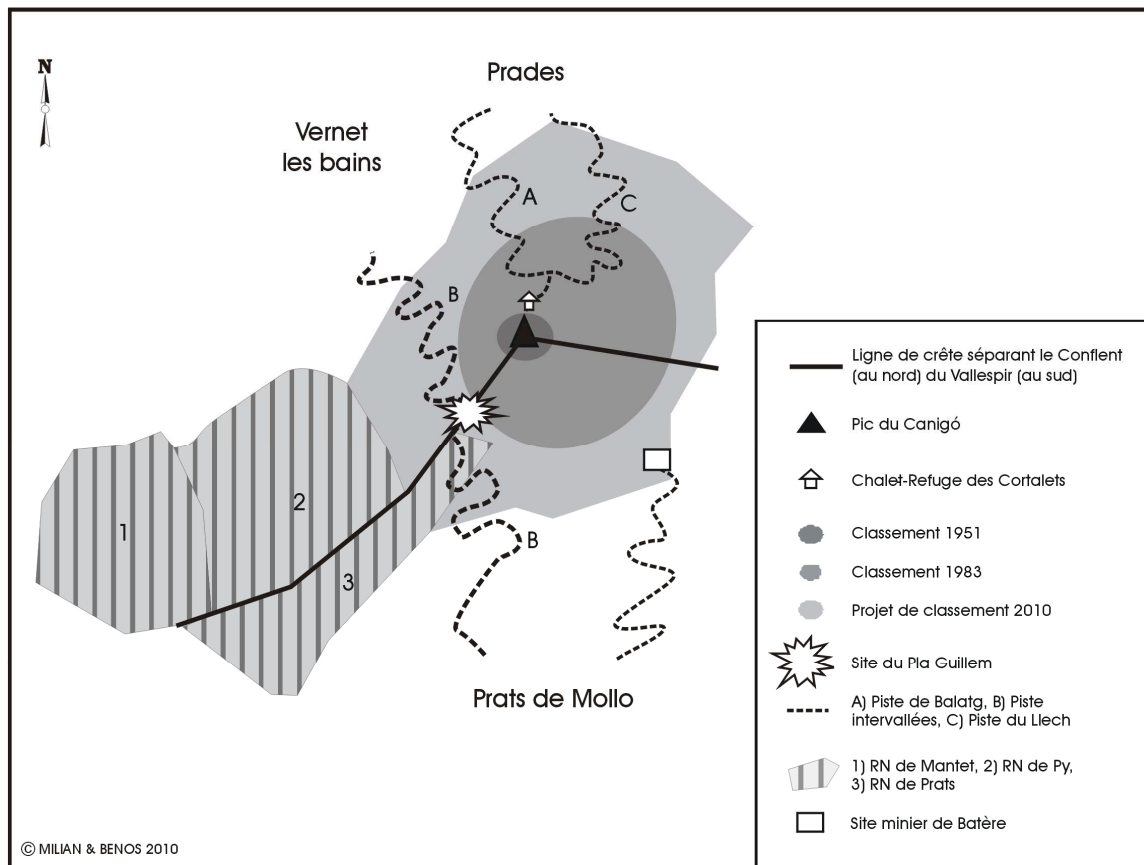 N
Prades
Vernet
les bains
A
C
B
1
2
3
B
Prats de Mollo
Ligne de crête séparant le Conflent
(au nord) du Vallespir (au sud)
Pic du Canigó
Chalet-Refuge des Cortalets
Classement 1951
Classement 1983
Projet de classement 2010
Site du Pla Guillem
A) Piste de Balatg, B) Piste
intervallées, C) Piste du Llech
1) RN de Mantet, 2) RN de Py,
3) RN de Prats
Site minier de Batère
© MILIAN & BENOS 2010